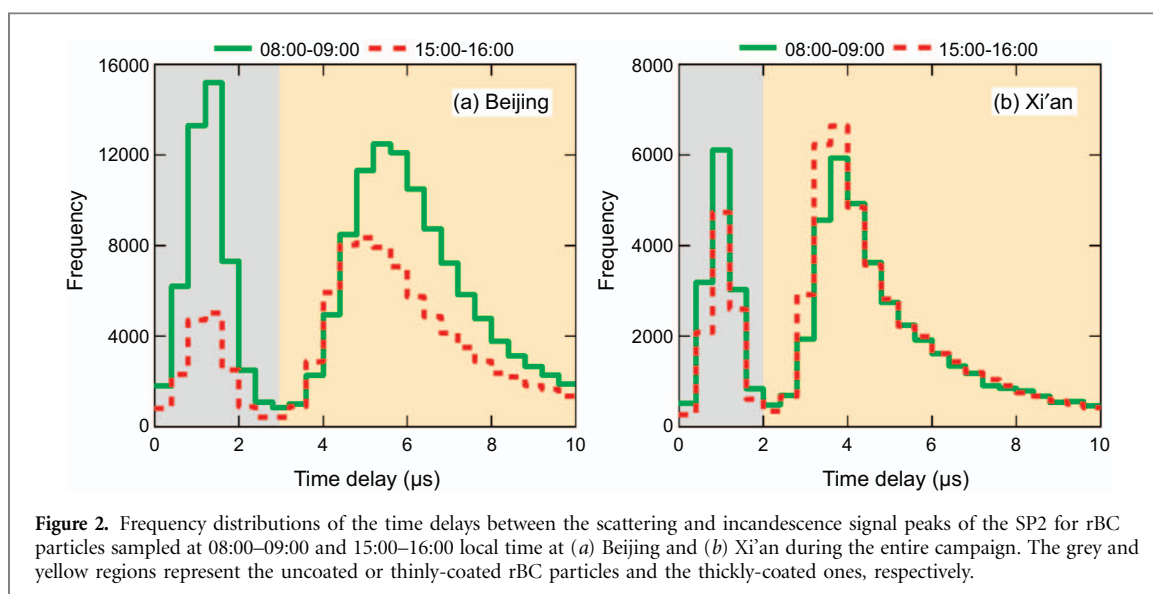 08:00-09:00 15:00-16:00 08:00-09:00 15:00-16:00
16000 8000
(a) Beijing (b) Xi′an
12000 6000
Frequency Frequency
8000 4000
4000 2000
0 0
0 2 4 6 8 10 0 2 4 6 8 10
Time delay (μs) Time delay (μs)
Figure 2. Frequency distributions of the time delays between the scattering and incandescence signal peaks of the SP2 for rBC
particles sampled at 08:00–09:00 and 15:00–16:00 local time at (a) Beijing and (b) Xi'an during the entire campaign. The grey and
yellow regions represent the uncoated or thinly-coated rBC particles and the thickly-coated ones, respectively.